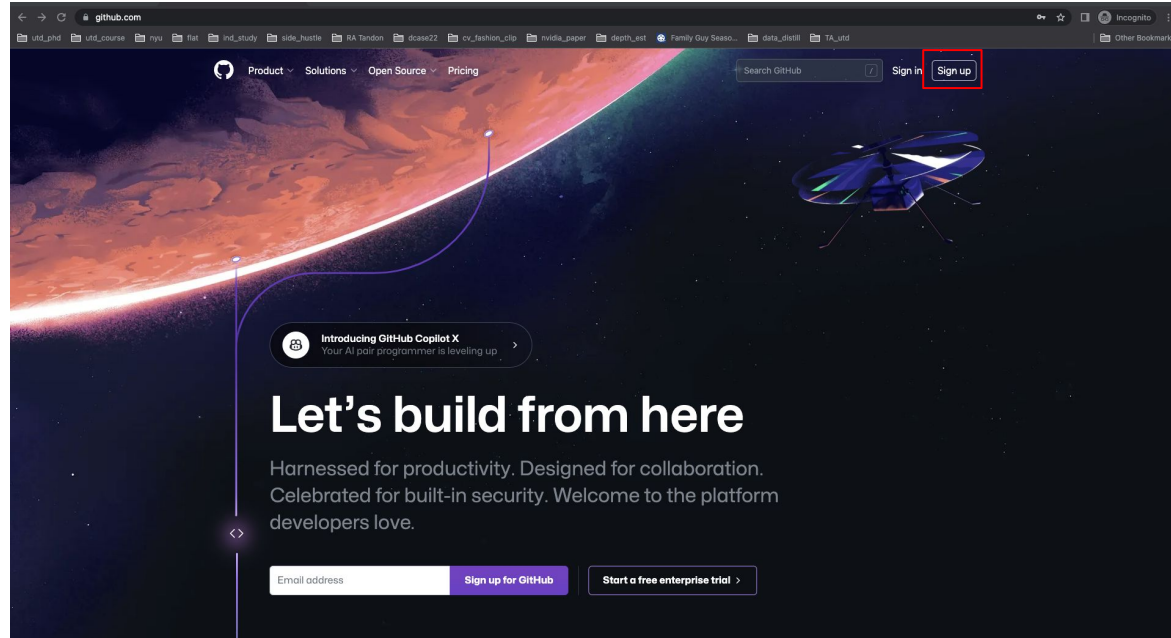 github.com
Incognito
utd_phd utd_course nyu flat ind_study side_hustle RA Tandon dcase22 cv_fashion_clip nvidia_paper depth_est Family Guy Seaso... data_distill TA_utd Other Bookmark
Product Solutions Open Source Pricing Search GitHub / Sign in Sign up
Introducing GitHub Copilot X
Your AI pair programmer is leveling up
Let's build from here
Harnessed for productivity. Designed for collaboration.
Celebrated for built-in security. Welcome to the platform
developers love.
Email address Sign up for GitHub Start a free enterprise trial >